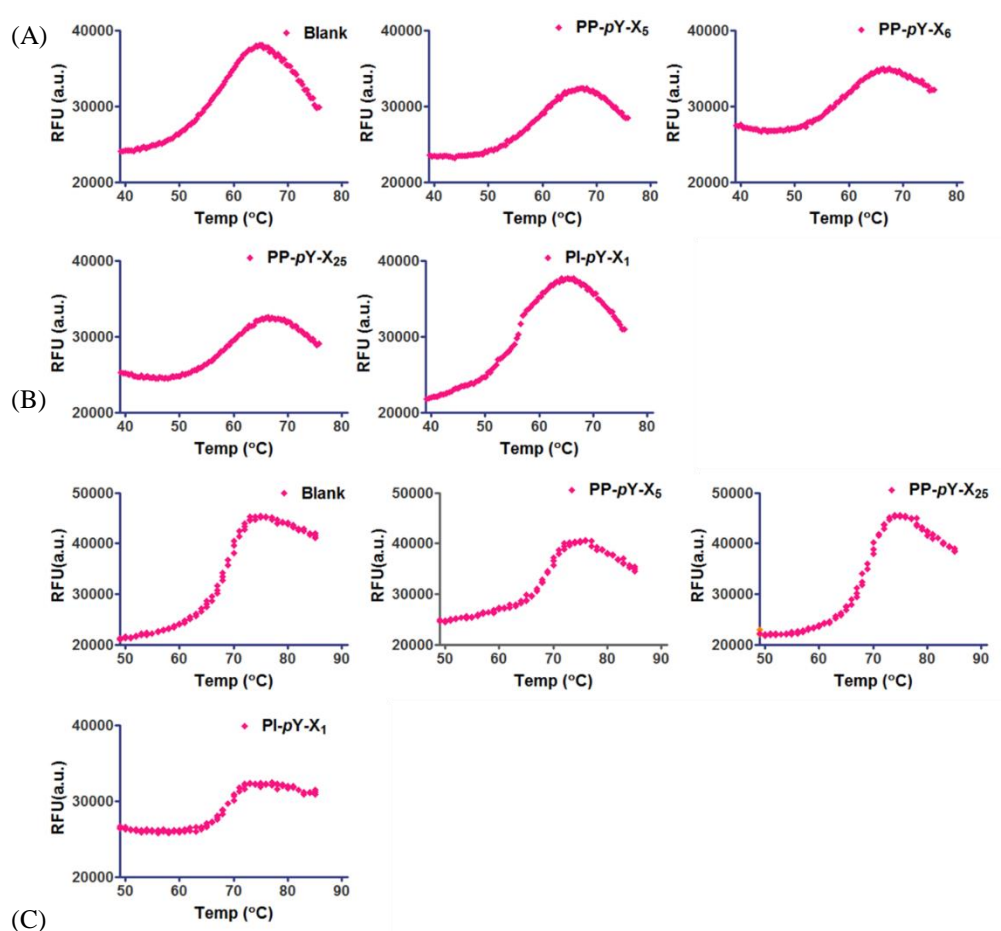 (A)
Blank
PP-pY-X5
PP-pY-X6
40000
40000
40000
RFU (a.u.)
RFU (a.u.)
RFU (a.u.)
30000
30000
30000
20000
20000
20000
40 50 60 70 80
40 50 60 70 80
40 50 60 70 80
Temp (°C)
Temp (°C)
Temp (°C)
PP-pY-X25
PI-pY-X1
40000
40000
RFU (a.u.)
RFU (a.u.)
30000
30000
(B)
20000
20000
40 50 60 70 80
40 50 60 70 80
Temp (°C)
Temp (°C)
Blank
PP-pY-X5
PP-pY-X25
50000
50000
50000
RFU(a.u.)
RFU(a.u.)
RFU(a.u.)
40000
40000
40000
30000
30000
30000
20000
20000
20000
50 60 70 80 90
50 60 70 80 90
50 60 70 80 90
Temp (°C)
Temp (°C)
Temp (°C)
PI-pY-X1
40000
RFU(a.u.)
30000
20000
50 60 70 80 90
Temp (°C)
(C)